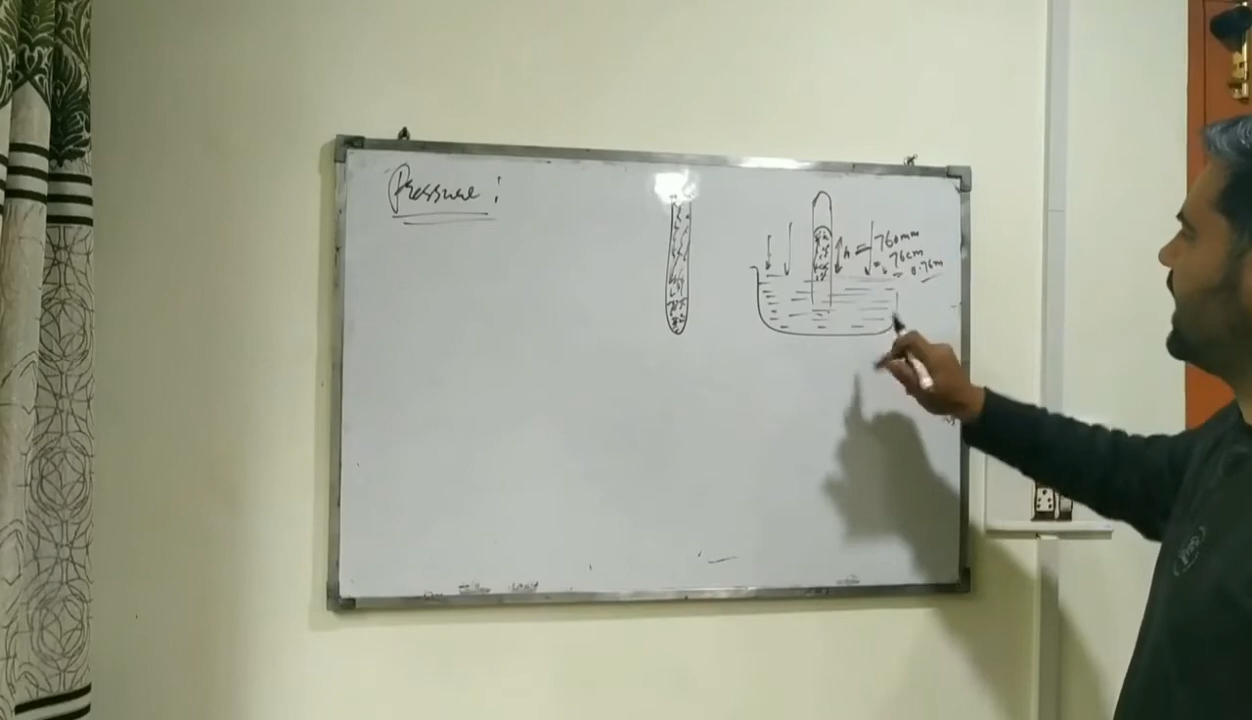 Pressure :
h = 760mm
= 76cm
= 0.76m